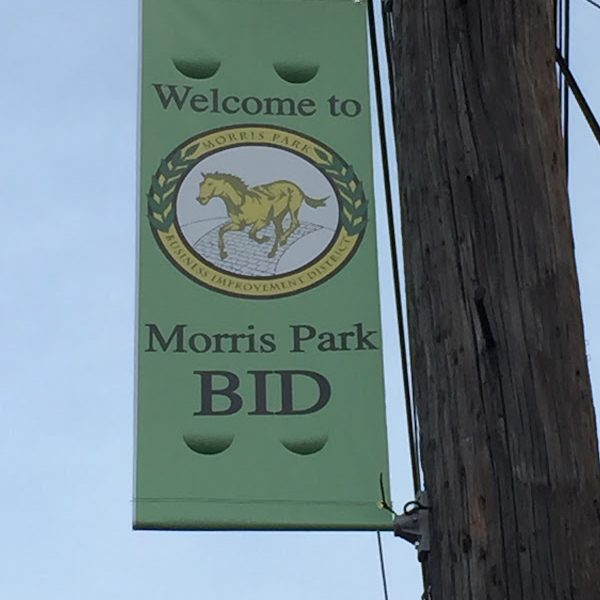 Welcome to
MORRIS PARK
BUSINESS IMPROVEMENT DISTRICT
Morris Park
BID